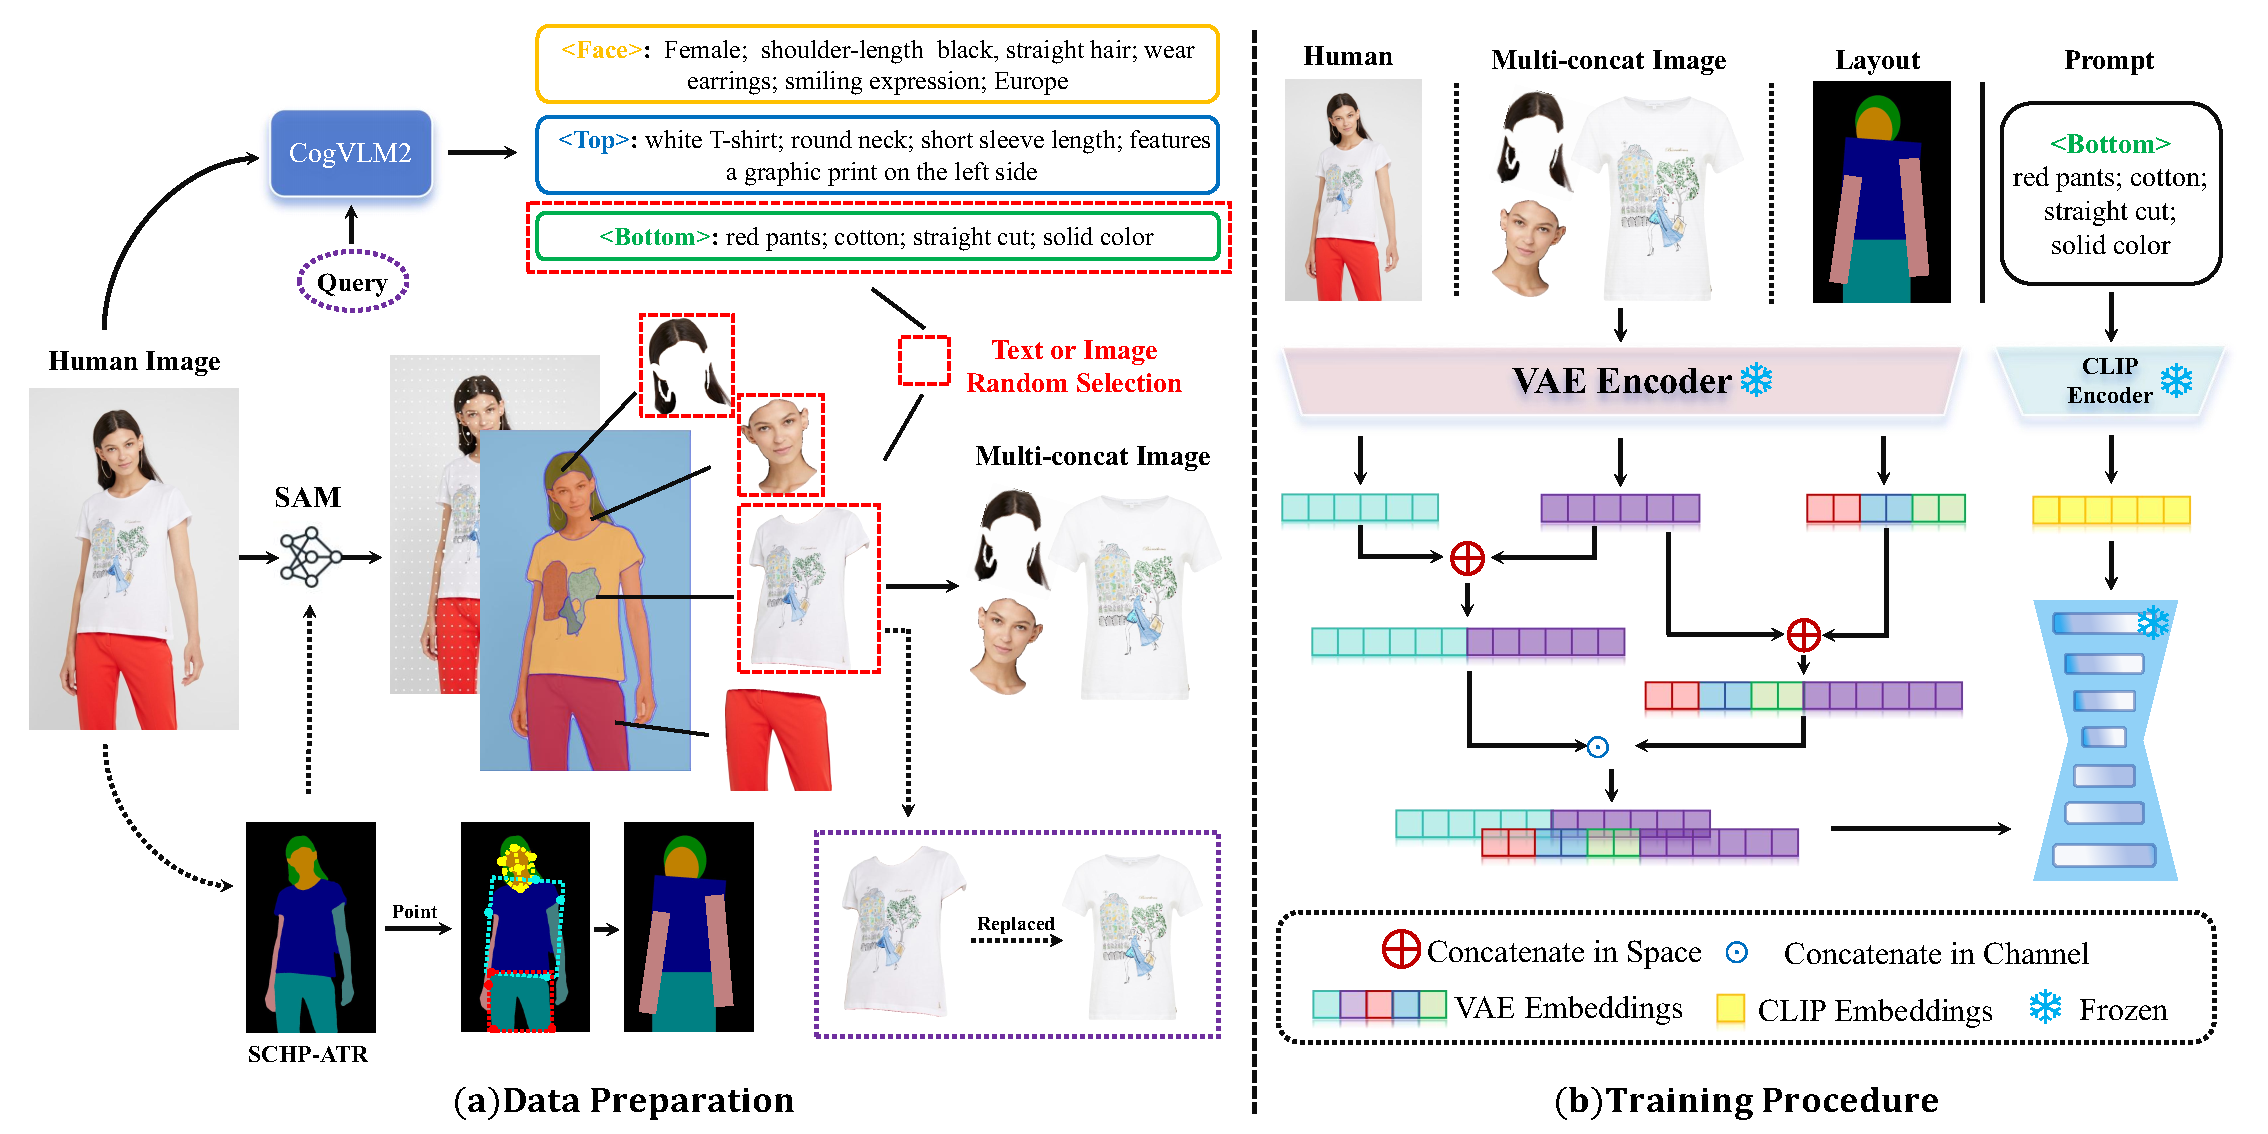 <Face>: Female; shoulder-length black, straight hair; wear
earrings; smiling expression; Europe
CogVLM2
<Top>: white T-shirt; round neck; short sleeve length; features
a graphic print on the left side
<Bottom>: red pants; cotton; straight cut; solid color
Query
Human Image
Text or Image
Random Selection
SAM
Multi-concat Image
Point
Replaced
SCHP-ATR
(a)Data Preparation
Human
Multi-concat Image
Layout
Prompt
<Bottom>
red pants; cotton;
straight cut;
solid color
VAE Encoder
CLIP
Encoder
Concatenate in Space
Concatenate in Channel
VAE Embeddings
CLIP Embeddings
Frozen
(b)Training Procedure